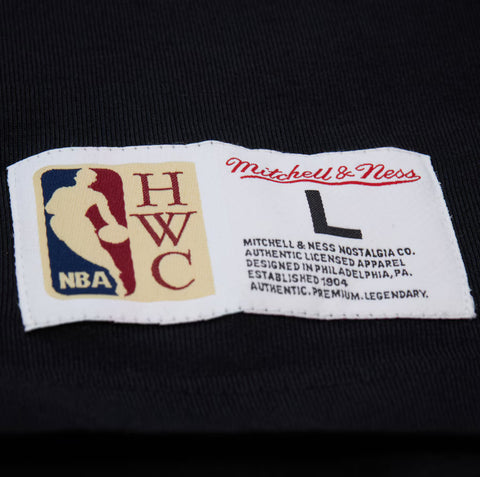 NBA
H
W
C
Mitchell & Ness
L
MITCHELL & NESS NOSTALGIA CO.
AUTHENTIC LICENSED APPAREL
DESIGNED IN PHILADELPHIA, PA.
ESTABLISHED 1904
AUTHENTIC. PREMIUM. LEGENDARY.